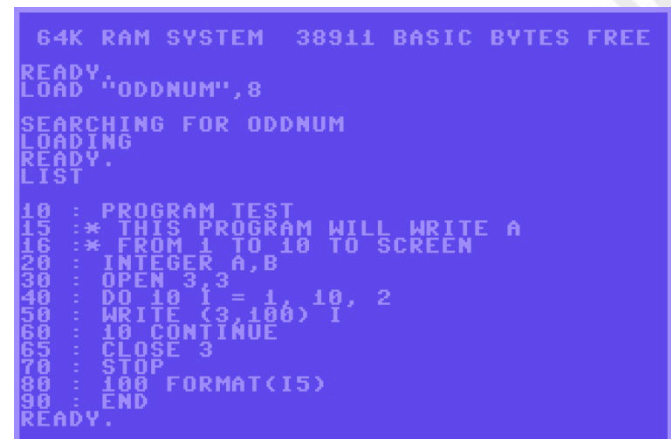 64K RAM SYSTEM  38911 BASIC BYTES FREE
READY.
LOAD "ODDNUM",8
SEARCHING FOR ODDNUM
LOADING
READY.
LIST
10 : PROGRAM TEST
15 :* THIS PROGRAM WILL WRITE A
16 :* FROM 1 TO 10 TO SCREEN
20 : INTEGER A,B
30 : OPEN 3,3
40 : DO 10 I = 1, 10, 2
50 : WRITE (3,100) I
60 : 10 CONTINUE
65 : CLOSE 3
70 : STOP
80 : 100 FORMAT(I5)
90 : END
READY.